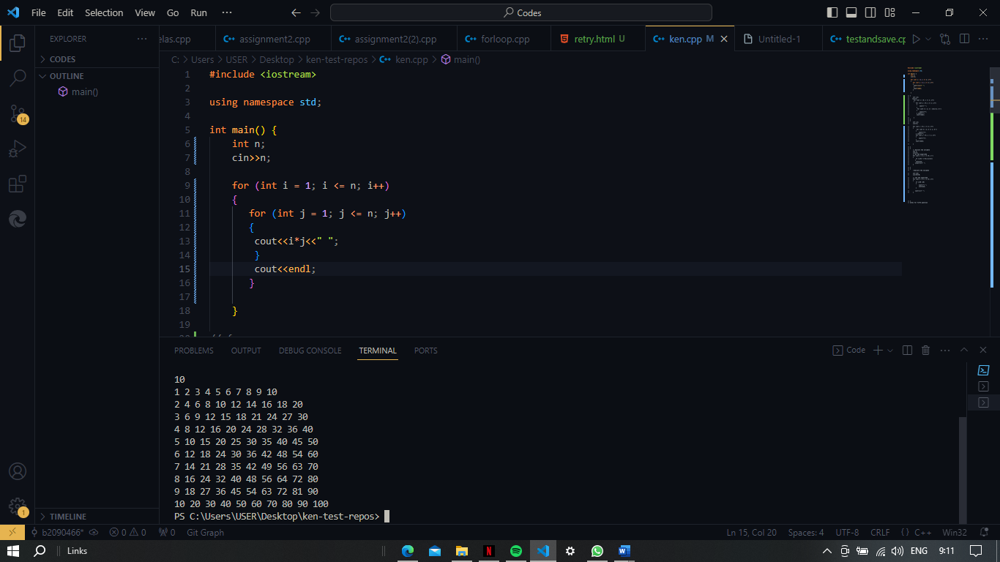 File Edit Selection View Go Run ··· Codes
EXPLORER ··· elas.cpp assignment2.cpp assignment2(2).cpp forloop.cpp retry.html U ken.cpp M Untitled-1 testandsave.cp ···
CODES
OUTLINE
main()
C: > Users > USER > Desktop > ken-test-repos > ken.cpp > main()
1 #include <iostream>
2
3 using namespace std;
4
5 int main() {
6 int n;
7 cin>>n;
8
9 for (int i = 1; i <= n; i++)
10 {
11 for (int j = 1; j <= n; j++)
12 {
13 cout<<i*j<<" ";
14 }
15 cout<<endl;
16 }
17
18 }
19
14
PROBLEMS OUTPUT DEBUG CONSOLE TERMINAL PORTS Code
10
1 2 3 4 5 6 7 8 9 10
2 4 6 8 10 12 14 16 18 20
3 6 9 12 15 18 21 24 27 30
4 8 12 16 20 24 28 32 36 40
5 10 15 20 25 30 35 40 45 50
6 12 18 24 30 36 42 48 54 60
7 14 21 28 35 42 49 56 63 70
8 16 24 32 40 48 56 64 72 80
9 18 27 36 45 54 63 72 81 90
10 20 30 40 50 60 70 80 90 100
PS C:\Users\USER\Desktop\ken-test-repos>
1
TIMELINE
b2090466* 0 0 0 Git Graph Ln 15, Col 20 Spaces: 4 UTF-8 CRLF {} C++ Win32
Links ENG 9:11